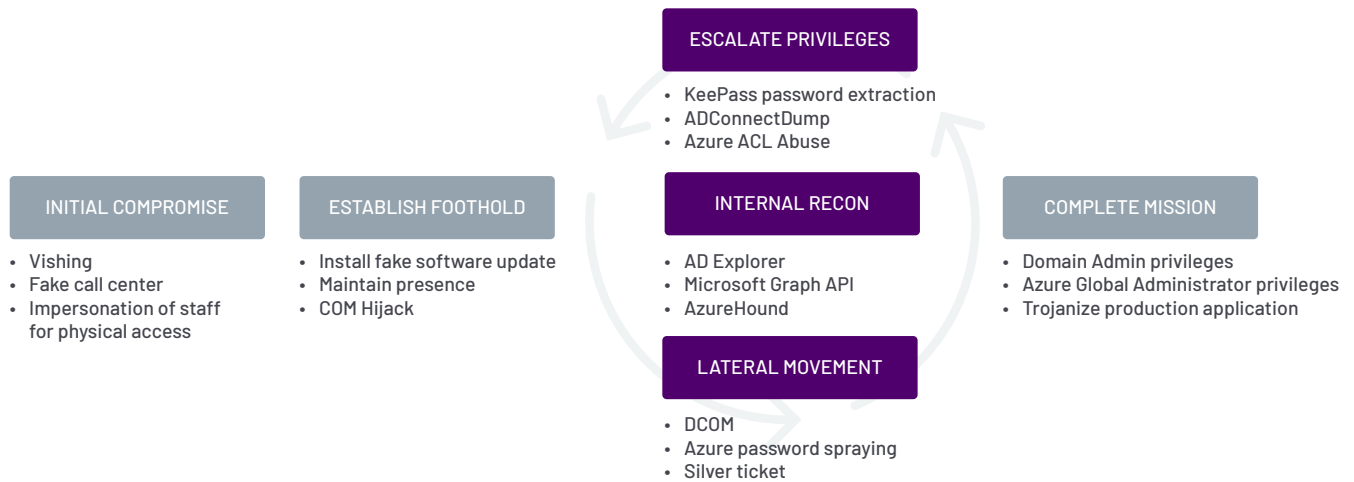 ESCALATE PRIVILEGES
• KeePass password extraction
• ADConnectDump
• Azure ACL Abuse
INITIAL COMPROMISE
• Vishing
• Fake call center
• Impersonation of staff
for physical access
ESTABLISH FOOTHOLD
• Install fake software update
• Maintain presence
• COM Hijack
INTERNAL RECON
• AD Explorer
• Microsoft Graph API
• AzureHound
LATERAL MOVEMENT
• DCOM
• Azure password spraying
• Silver ticket
COMPLETE MISSION
• Domain Admin privileges
• Azure Global Administrator privileges
• Trojanize production application